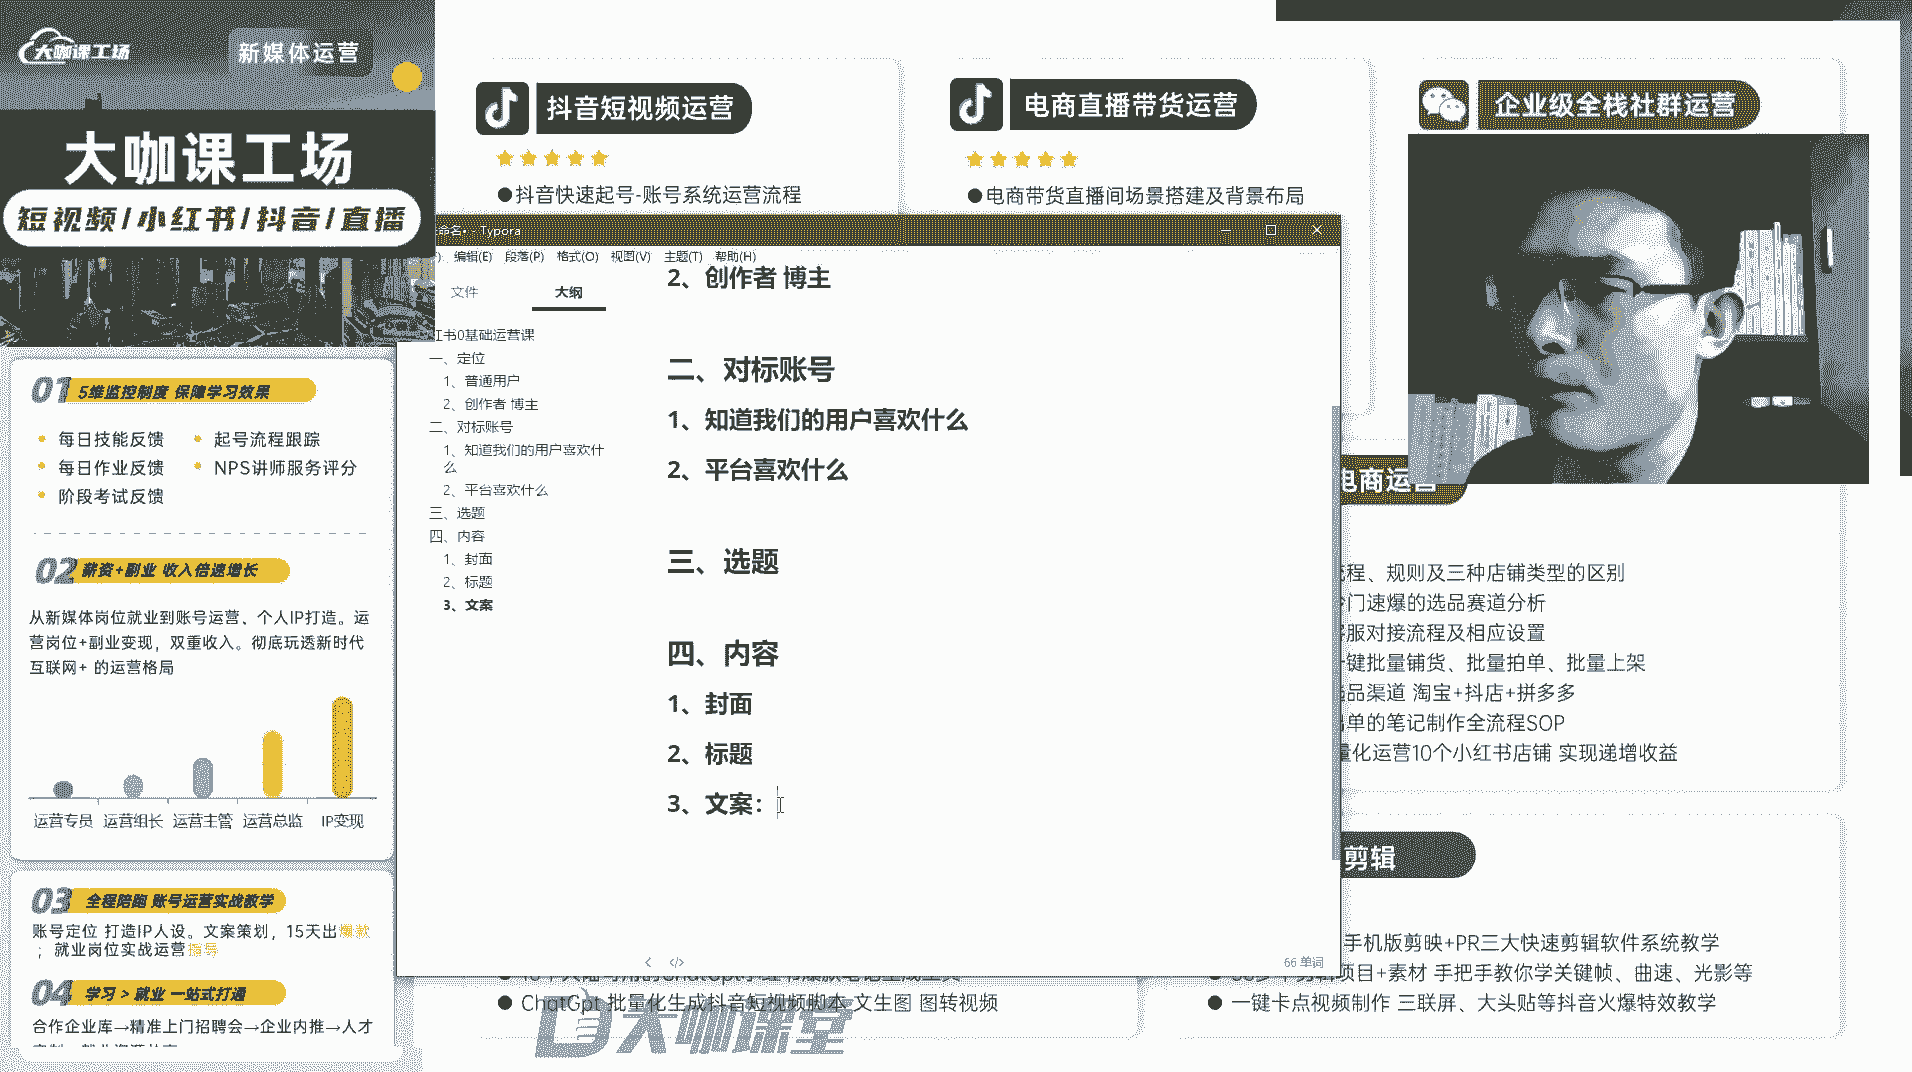 大咖课工场
新媒体运营
大咖课工场
短视频/小红书/抖音/直播
01 5维监控制度 保障学习效果
每日技能反馈
起号流程跟踪
每日作业反馈
NPS讲师服务评分
阶段考试反馈
02 薪资+副业 收入倍速增长
从新媒体岗位就业到账号运营、个人IP打造。运
营岗位+副业变现，双重收入。彻底玩透新时代
互联网+ 的运营格局
运营专员 运营组长 运营主管 运营总监 IP变现
03 全程陪跑 账号运营实战教学
账号定位 打造IP人设。文案策划，15天出爆款
；就业岗位实战运营
04 学习 > 就业 一站式打通
合作企业库→精准上门招聘会→企业内推→人才
抖音短视频运营
●抖音快速起号-账号系统运营流程
电商直播带货运营
●电商带货直播间场景搭建及背景布局
企业级全栈社群运营
命名• - Typora
编辑(E) 段落(P) 格式(O) 视图(V) 主题(T) 帮助(H)
文件
大纲
书0基础运营课
一、定位
1、普通用户
2、创作者 博主
二、对标账号
1、知道我们的用户喜欢什
么
2、平台喜欢什么
三、选题
四、内容
1、封面
2、标题
3、文案
2、创作者 博主
二、对标账号
1、知道我们的用户喜欢什么
2、平台喜欢什么
三、选题
四、内容
1、封面
2、标题
3、文案：
66 单词
电商运营
程、规则及三种店铺类型的区别
门速爆的选品赛道分析
服对接流程及相应设置
键批量铺货、批量拍单、批量上架
品渠道 淘宝+抖店+拼多多
单的笔记制作全流程SOP
量化运营10个小红书店铺 实现递增收益
剪辑
手机版剪映+PR三大快速剪辑软件系统教学
项目+素材 手把手教你学关键帧、曲速、光影等
● 一键卡点视频制作 三联屏、大头贴等抖音火爆特效教学
● ChatGpt 批量化生成抖音短视频脚本 文生图 图转视频
大咖课堂